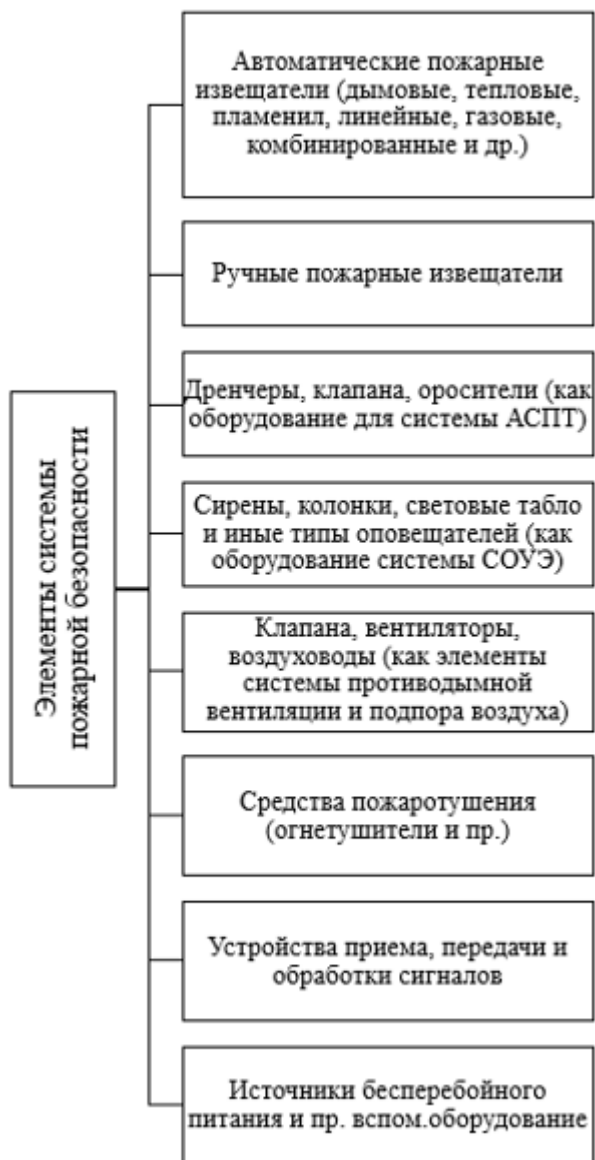 Элементы системы
пожарной безопасности
Автоматические пожарные
извещатели (дымовые, тепловые,
пламенил, линейные, газовые,
комбинированные и др.)
Ручные пожарные извещатели
Дренчеры, клапана, оросители (как
оборудование для системы АСПТ)
Сирены, колонки, световые табло
и иные типы оповещателей (как
оборудование системы СОУЭ)
Клапана, вентиляторы,
воздуховоды (как элементы
системы противодымной
вентиляции и подпора воздуха)
Средства пожаротушения
(огнетушители и пр.)
Устройства приема, передачи и
обработки сигналов
Источники бесперебойного
питания и пр. вспом.оборудование